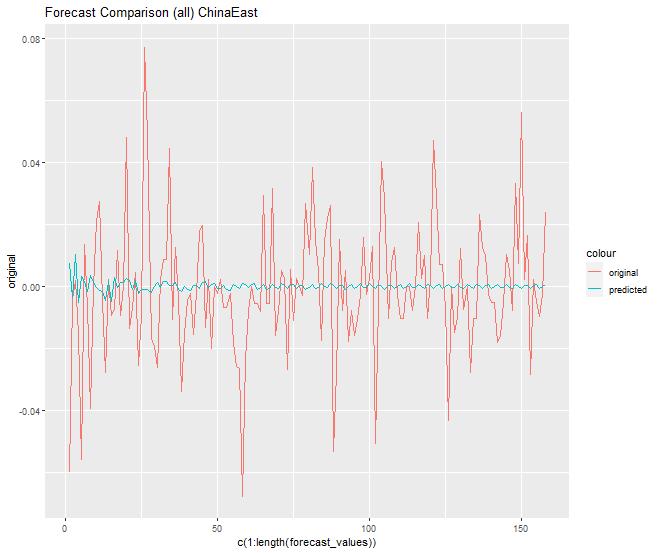 Forecast Comparison (all) ChinaEast
0.08
0.04
0.00
-0.04
original
0
50
100
150
c(1:length(forecast_values))
colour
original
predicted